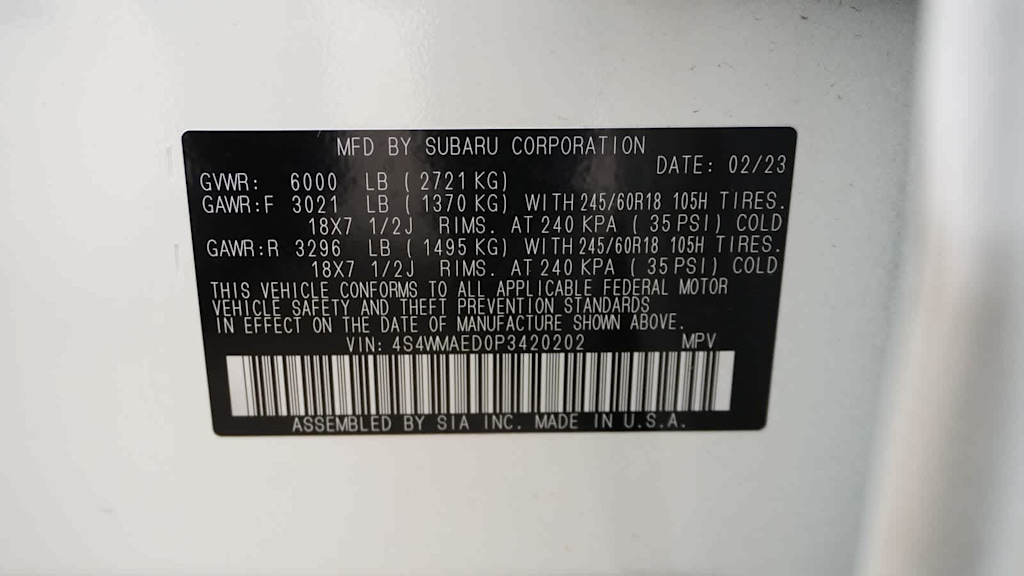 MFD BY SUBARU CORPORATION
DATE: 02/23
GVWR: 6000 LB ( 2721 KG)
GAWR:F 3021 LB ( 1370 KG) WITH 245/60R18 105H TIRES.
18X7 1/2J RIMS. AT 240 KPA ( 35 PSI) COLD
GAWR:R 3296 LB ( 1495 KG) WITH 245/60R18 105H TIRES.
18X7 1/2J RIMS. AT 240 KPA ( 35 PSI) COLD
THIS VEHICLE CONFORMS TO ALL APPLICABLE FEDERAL MOTOR
VEHICLE SAFETY AND THEFT PREVENTION STANDARDS
IN EFFECT ON THE DATE OF MANUFACTURE SHOWN ABOVE.
VIN: 4S4WMAED0P3420202 MPV
ASSEMBLED BY SIA INC. MADE IN U.S.A.